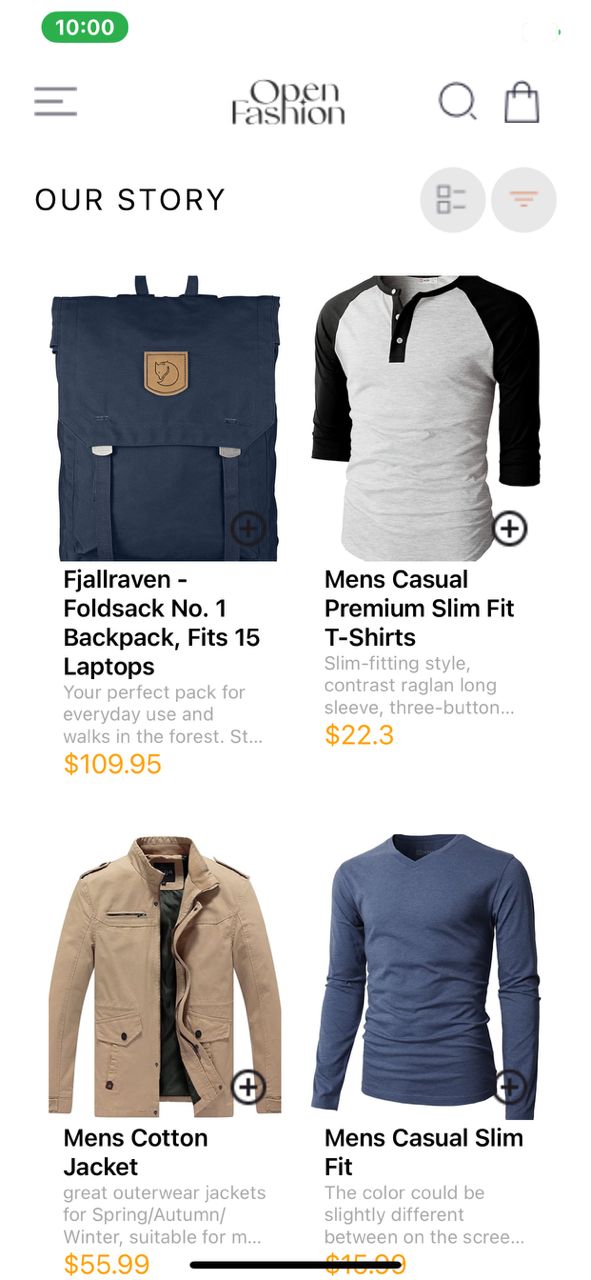 10:00
Open
Fashion
OUR STORY
Fjallraven -
Foldsack No. 1
Backpack, Fits 15
Laptops
Your perfect pack for
everyday use and
walks in the forest. St...
$109.95
Mens Casual
Premium Slim Fit
T-Shirts
Slim-fitting style,
contrast raglan long
sleeve, three-button...
$22.3
Mens Cotton
Jacket
great outerwear jackets
for Spring/Autumn/
Winter, suitable for m...
$55.99
Mens Casual Slim
Fit
The color could be
slightly different
between on the scree...
$15.99